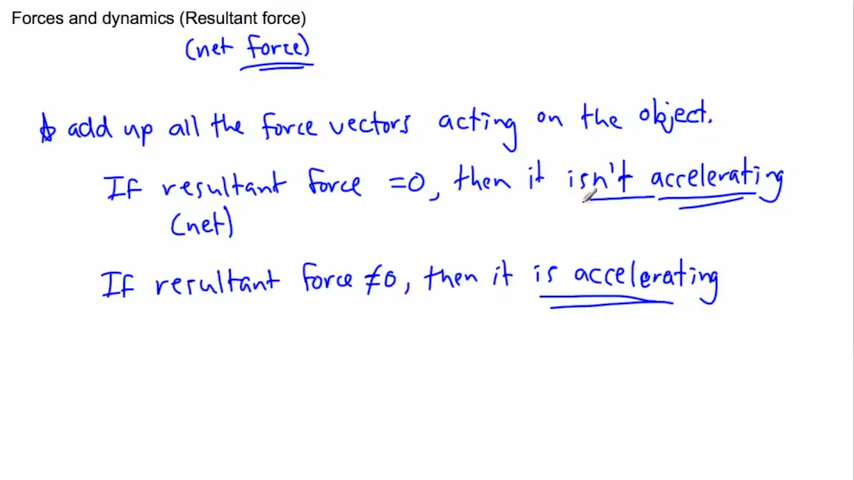 Forces and dynamics (Resultant force)
(net force)
add up all the force vectors acting on the object.
If resultant force =0, then it isn't accelerating
(net)
If resultant force ≠0, then it is accelerating